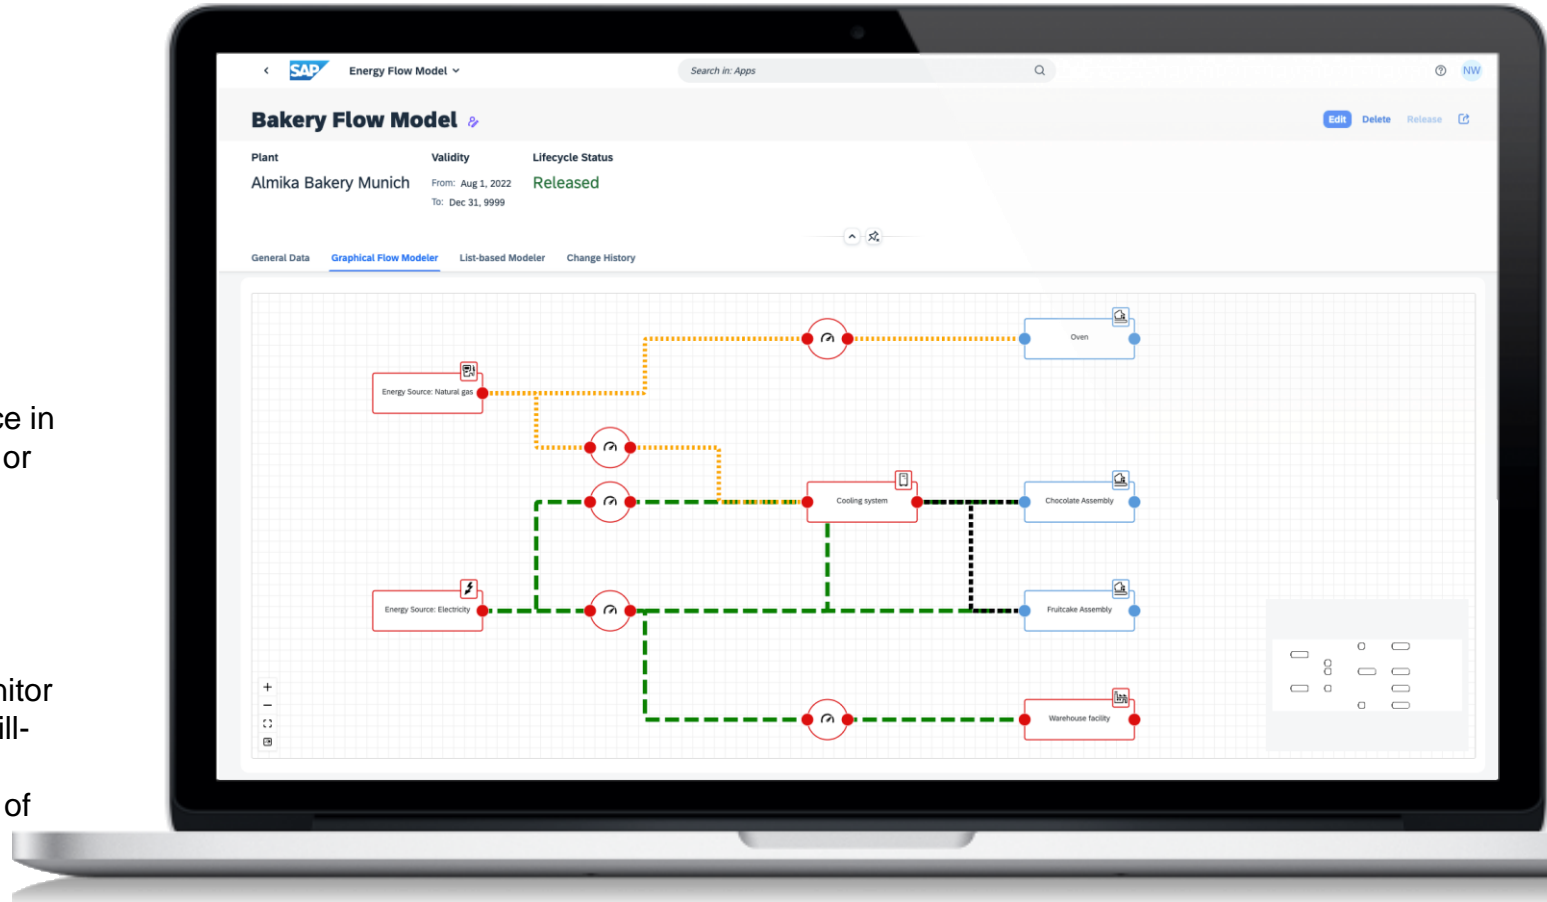 SAP
Energy Flow Model
Search in: Apps
NW
Bakery Flow Model
Edit
Delete
Release
Plant
Validity
Lifecycle Status
Almika Bakery Munich
From: Aug 1, 2022
Released
To: Dec 31, 9999
General Data
Graphical Flow Modeler
List-based Modeler
Change History
Oven
Energy Source: Natural gas
ce in
or
Cooling system
Chocolate Assembly
Energy Source: Electricity
Fruitcake Assembly
nitor
ill-
Warehouse facility
of